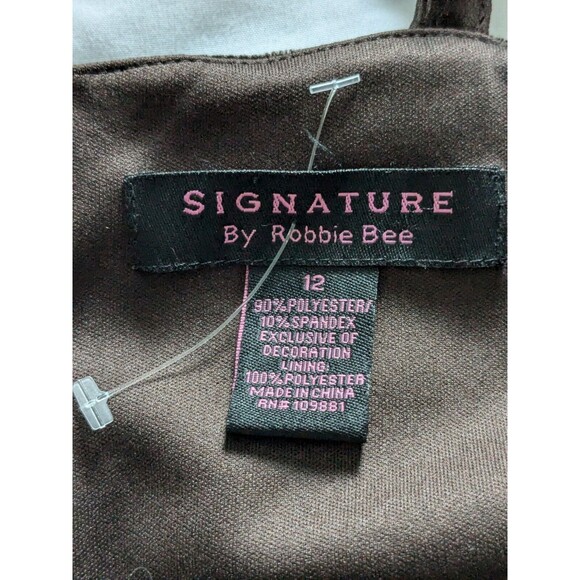 SIGNATURE
By Robbie Bee
12
90% POLYESTER/
10% SPANDEX
EXCLUSIVE OF
DECORATION
LINING:
100% POLYESTER
MADE IN CHINA
RN# 109881